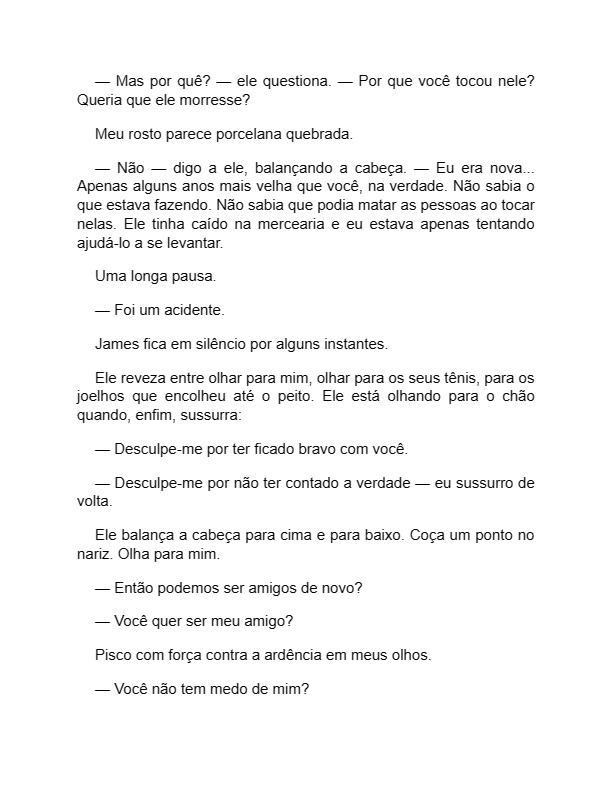 — Mas por quê? — ele questiona. — Por que você tocou nele?
Queria que ele morresse?
Meu rosto parece porcelana quebrada.
— Não — digo a ele, balançando a cabeça. — Eu era nova...
Apenas alguns anos mais velha que você, na verdade. Não sabia o
que estava fazendo. Não sabia que podia matar as pessoas ao tocar
nelas. Ele tinha caído na mercearia e eu estava apenas tentando
ajudá-lo a se levantar.
Uma longa pausa.
— Foi um acidente.
James fica em silêncio por alguns instantes.
Ele reveza entre olhar para mim, olhar para os seus tênis, para os
joelhos que encolheu até o peito. Ele está olhando para o chão
quando, enfim, sussurra:
— Desculpe-me por ter ficado bravo com você.
— Desculpe-me por não ter contado a verdade — eu sussurro de
volta.
Ele balança a cabeça para cima e para baixo. Coça um ponto no
nariz. Olha para mim.
— Então podemos ser amigos de novo?
— Você quer ser meu amigo?
Pisco com força contra a ardência em meus olhos.
— Você não tem medo de mim?